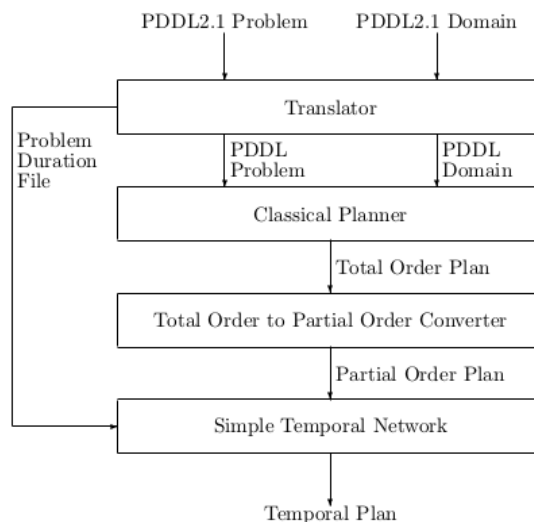 PDDL2.1 Problem
PDDL2.1 Domain
Translator
Problem
Duration
File
PDDL
Problem
PDDL
Domain
Classical Planner
Total Order Plan
Total Order to Partial Order Converter
Partial Order Plan
Simple Temporal Network
Temporal Plan